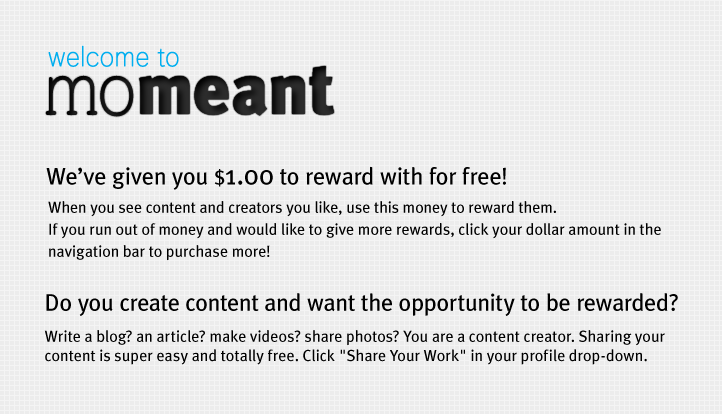 welcome to
momeant
We've given you $1.00 to reward with for free!
When you see content and creators you like, use this money to reward them.
If you run out of money and would like to give more rewards, click your dollar amount in the
navigation bar to purchase more!
Do you create content and want the opportunity to be rewarded?
Write a blog? an article? make videos? share photos? You are a content creator. Sharing your
content is super easy and totally free. Click "Share Your Work" in your profile drop-down.